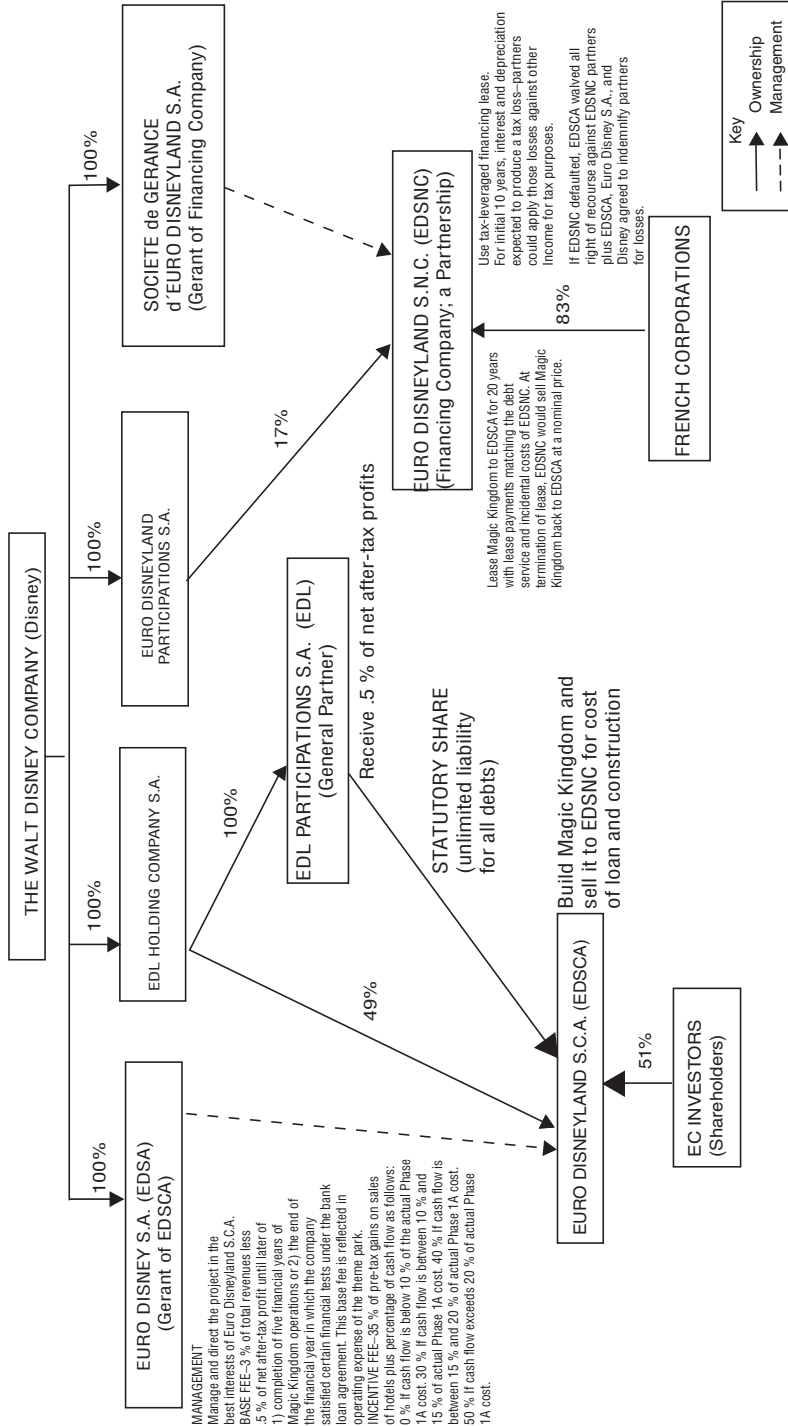 THE WALT DISNEY COMPANY (Disney)
100%
100%
100%
100%
EURO DISNEY S.A. (EDSA)
(Gerant of EDSCA)
EDL HOLDING COMPANY S.A.
EURO DISNEYLAND
PARTICIPATIONS S.A.
SOCIETE de GERANCE
d´EURO DISNEYLAND S.A.
(Gerant of Financing Company)
MANAGEMENT
Manage and direct the project in the
best interests of Euro Disneyland S.C.A.
BASE FEE–3 % of total revenues less
.5 % of net after-tax profit until later of
1) completion of five financial years of
Magic Kingdom operations or 2) the end of
the financial year in which the company
satisfied certain financial tests under the bank
loan agreement. This base fee is reflected in
operating expense of the theme park.
INCENTIVE FEE–35 % of pre-tax gains on sales
of hotels plus percentage of cash flow as follows:
0 % If cash flow is below 10 % of the actual Phase
1A cost. 30 % If cash flow is between 10 % and
15 % of actual Phase 1A cost. 40 % If cash flow is
between 15 % and 20 % of actual Phase 1A cost.
50 % If cash flow exceeds 20 % of actual Phase
1A cost.
49%
100%
17%
EDL PARTICIPATIONS S.A. (EDL)
(General Partner)
Receive .5 % of net after-tax profits
STATUTORY SHARE
(unlimited liability
for all debts)
EURO DISNEYLAND S.N.C. (EDSNC)
(Financing Company; a Partnership)
Use tax-leveraged financing lease.
For initial 10 years, interest and depreciation
expected to produce a tax loss–partners
could apply those losses against other
Income for tax purposes.
If EDSNC defaulted, EDSCA waived all
right of recourse against EDSNC partners
plus EDSCA, Euro Disney S.A., and
Disney agreed to indemnify partners
for losses.
Lease Magic Kingdom to EDSCA for 20 years
with lease payments matching the debt
service and incidental costs of EDSNC. At
termination of lease, EDSNC would sell Magic
Kingdom back to EDSCA at a nominal price.
83%
FRENCH CORPORATIONS
EURO DISNEYLAND S.C.A. (EDSCA)
Build Magic Kingdom and
sell it to EDSNC for cost
of loan and construction
51%
EC INVESTORS
(Shareholders)
Key
Ownership
Management